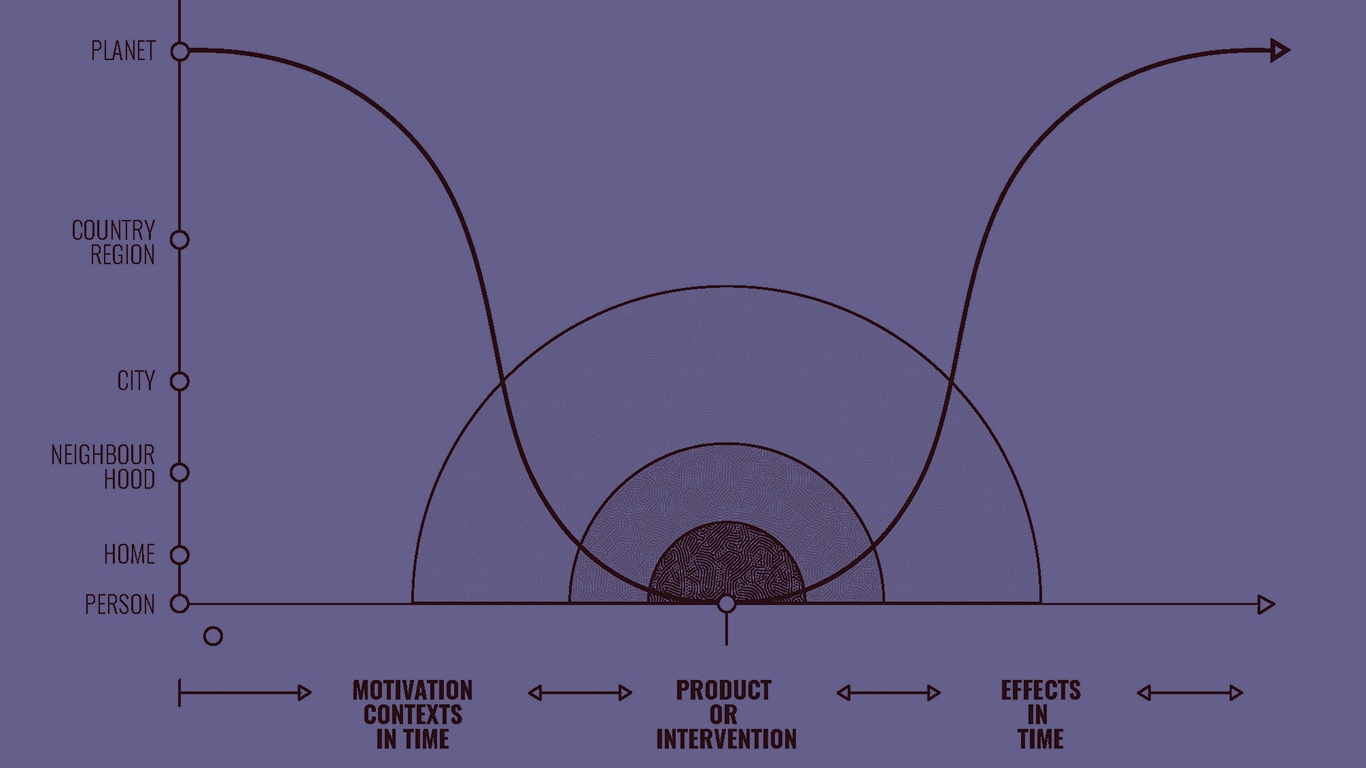 PLANET
COUNTRY
REGION
CITY
NEIGHBOUR
HOOD
HOME
PERSON
MOTIVATION
CONTEXTS
IN TIME
PRODUCT
OR
INTERVENTION
EFFECTS
IN
TIME